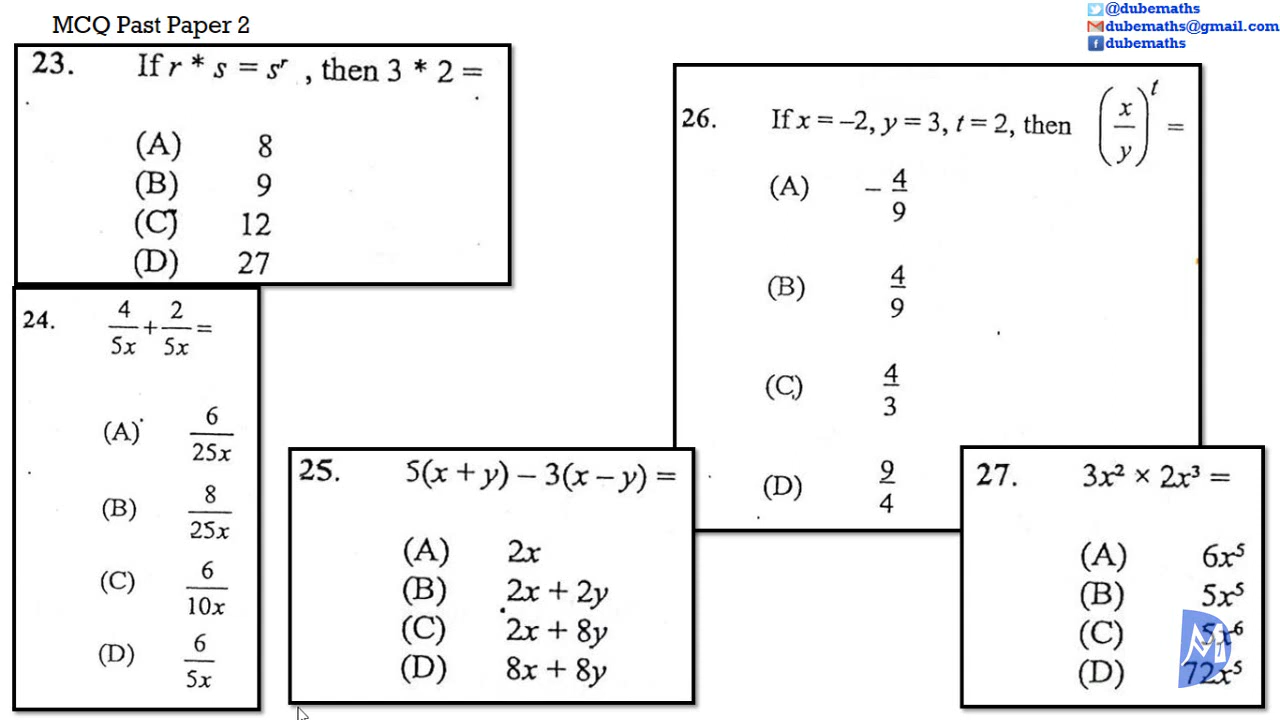 MCQ Past Paper 2
@dubemaths
dubemaths@gmail.com
dubemaths
23. If r * s = sʳ , then 3 * 2 =
(A) 8
(B) 9
(C) 12
(D) 27
24. 4/5x + 2/5x =
(A) 6/25x
(B) 8/25x
(C) 6/10x
(D) 6/5x
25. 5(x + y) – 3(x – y) =
(A) 2x
(B) 2x + 2y
(C) 2x + 8y
(D) 8x + 8y
26. If x = –2, y = 3, t = 2, then (x/y)ᵗ =
(A) – 4/9
(B) 4/9
(C) 4/3
(D) 9/4
27. 3x² × 2x³ =
(A) 6x⁵
(B) 5x⁵
(C) 5x⁶
(D) 72x⁵